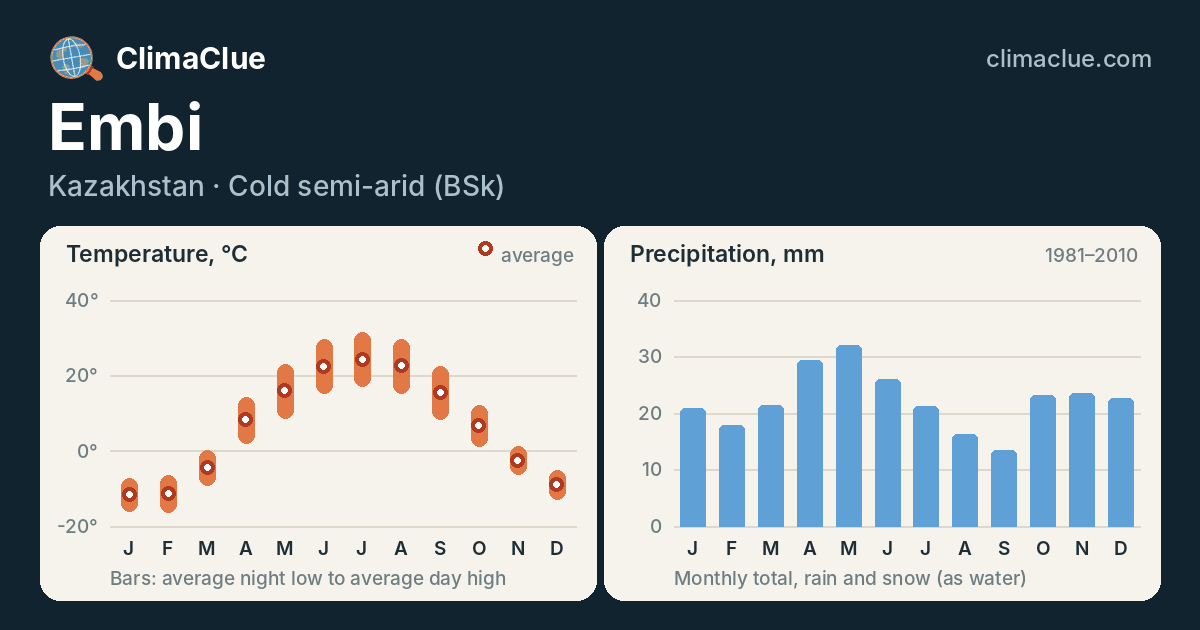 ClimaClue
climaclue.com
Embi
Kazakhstan · Cold semi-arid (BSk)
Temperature, °C
average
40°
20°
0°
-20°
J F M A M J J A S O N D
Bars: average night low to average day high
Precipitation, mm
1981–2010
40
30
20
10
0
J F M A M J J A S O N D
Monthly total, rain and snow (as water)